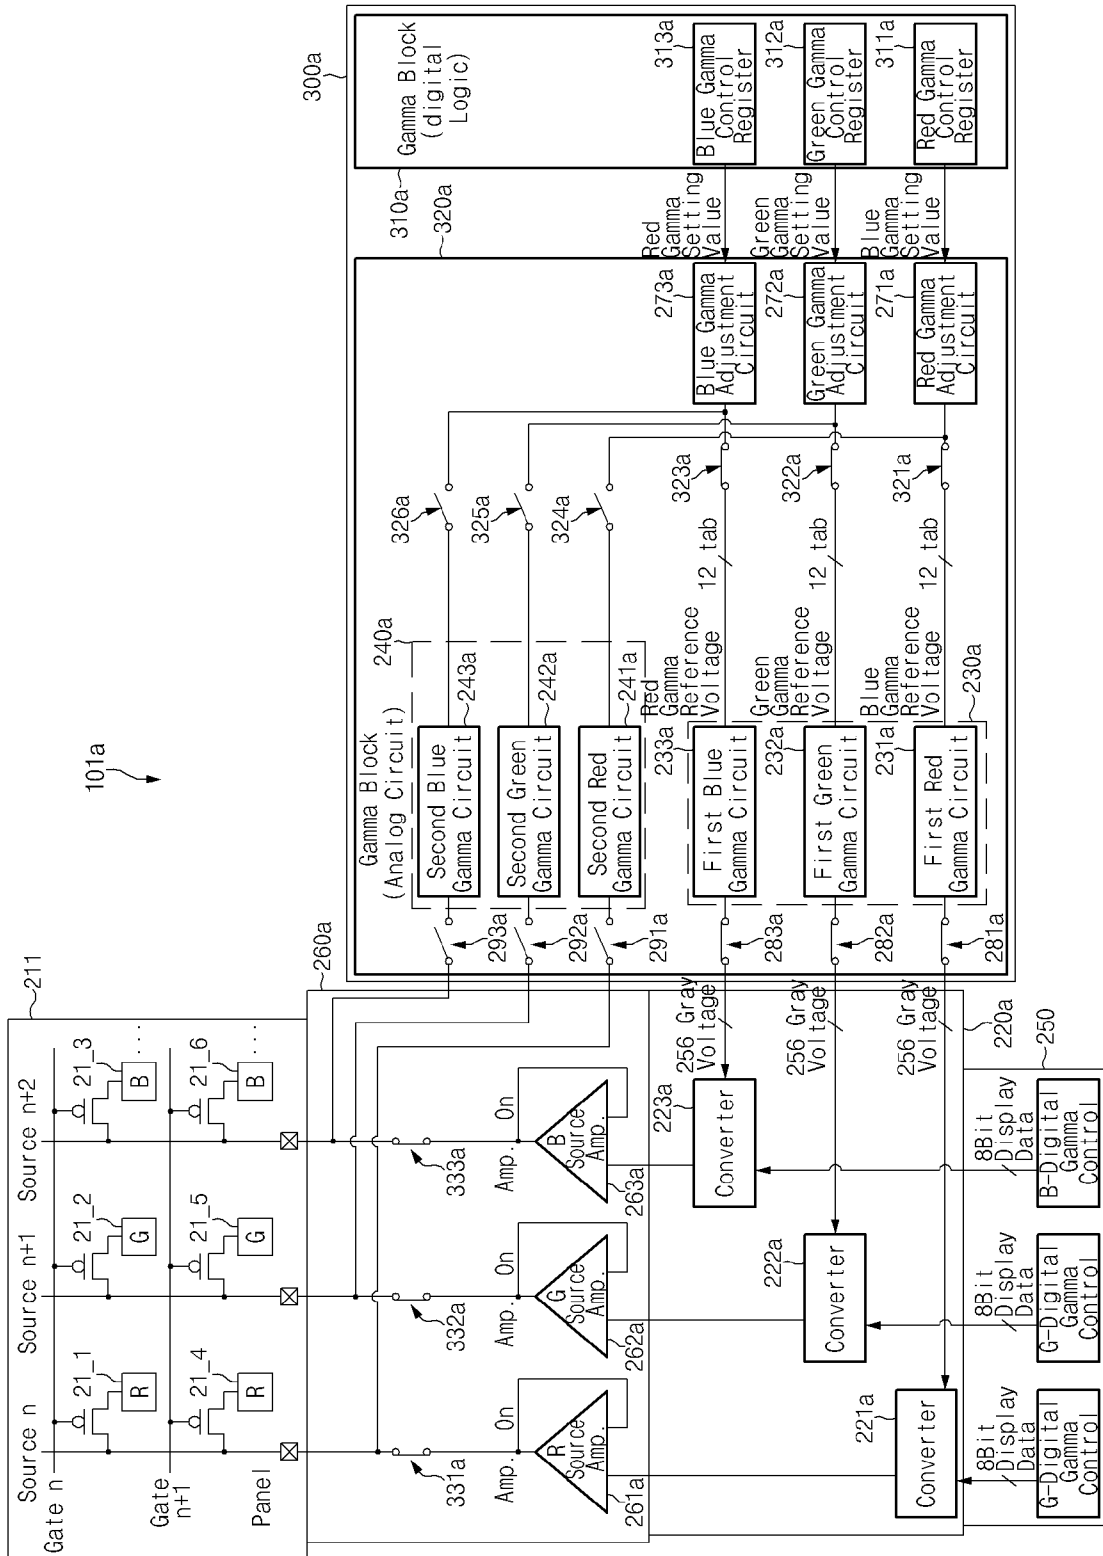 101a
211
Source n
Source n+1
Source n+2
Gate n
21_1
21_2
21_3
R
G
B
...
Gate
n+1
21_4
21_5
21_6
R
G
B
...
Panel
260a
331a
332a
333a
Amp. On
Amp. On
Amp. On
R
Source
Amp.
G
Source
Amp.
B
Source
Amp.
261a
262a
263a
220a
221a
222a
223a
Converter
Converter
Converter
8Bit
Display
Data
8Bit
Display
Data
8Bit
Display
Data
250
G-Digital
Gamma
Control
G-Digital
Gamma
Control
B-Digital
Gamma
Control
300a
310a
Gamma Block
(digital
Logic)
313a
Blue Gamma
Control
Register
312a
Green Gamma
Control
Register
311a
Red Gamma
Control
Register
320a
Red
Gamma
Setting
Value
Green
Gamma
Setting
Value
Blue
Gamma
Setting
Value
273a
Blue Gamma
Adjustment
Circuit
272a
Green Gamma
Adjustment
Circuit
271a
Red Gamma
Adjustment
Circuit
326a
325a
324a
323a
322a
321a
12 tab
12 tab
12 tab
Red
Gamma
Reference
Voltage
Green
Gamma
Reference
Voltage
Blue
Gamma
Reference
Voltage
Gamma Block
(Analog Circuit)
240a
243a
Second Blue
Gamma Circuit
242a
Second Green
Gamma Circuit
241a
Second Red
Gamma Circuit
230a
233a
First Blue
Gamma Circuit
232a
First Green
Gamma Circuit
231a
First Red
Gamma Circuit
293a
292a
291a
283a
282a
281a
256 Gray
Voltage
256 Gray
Voltage
256 Gray
Voltage